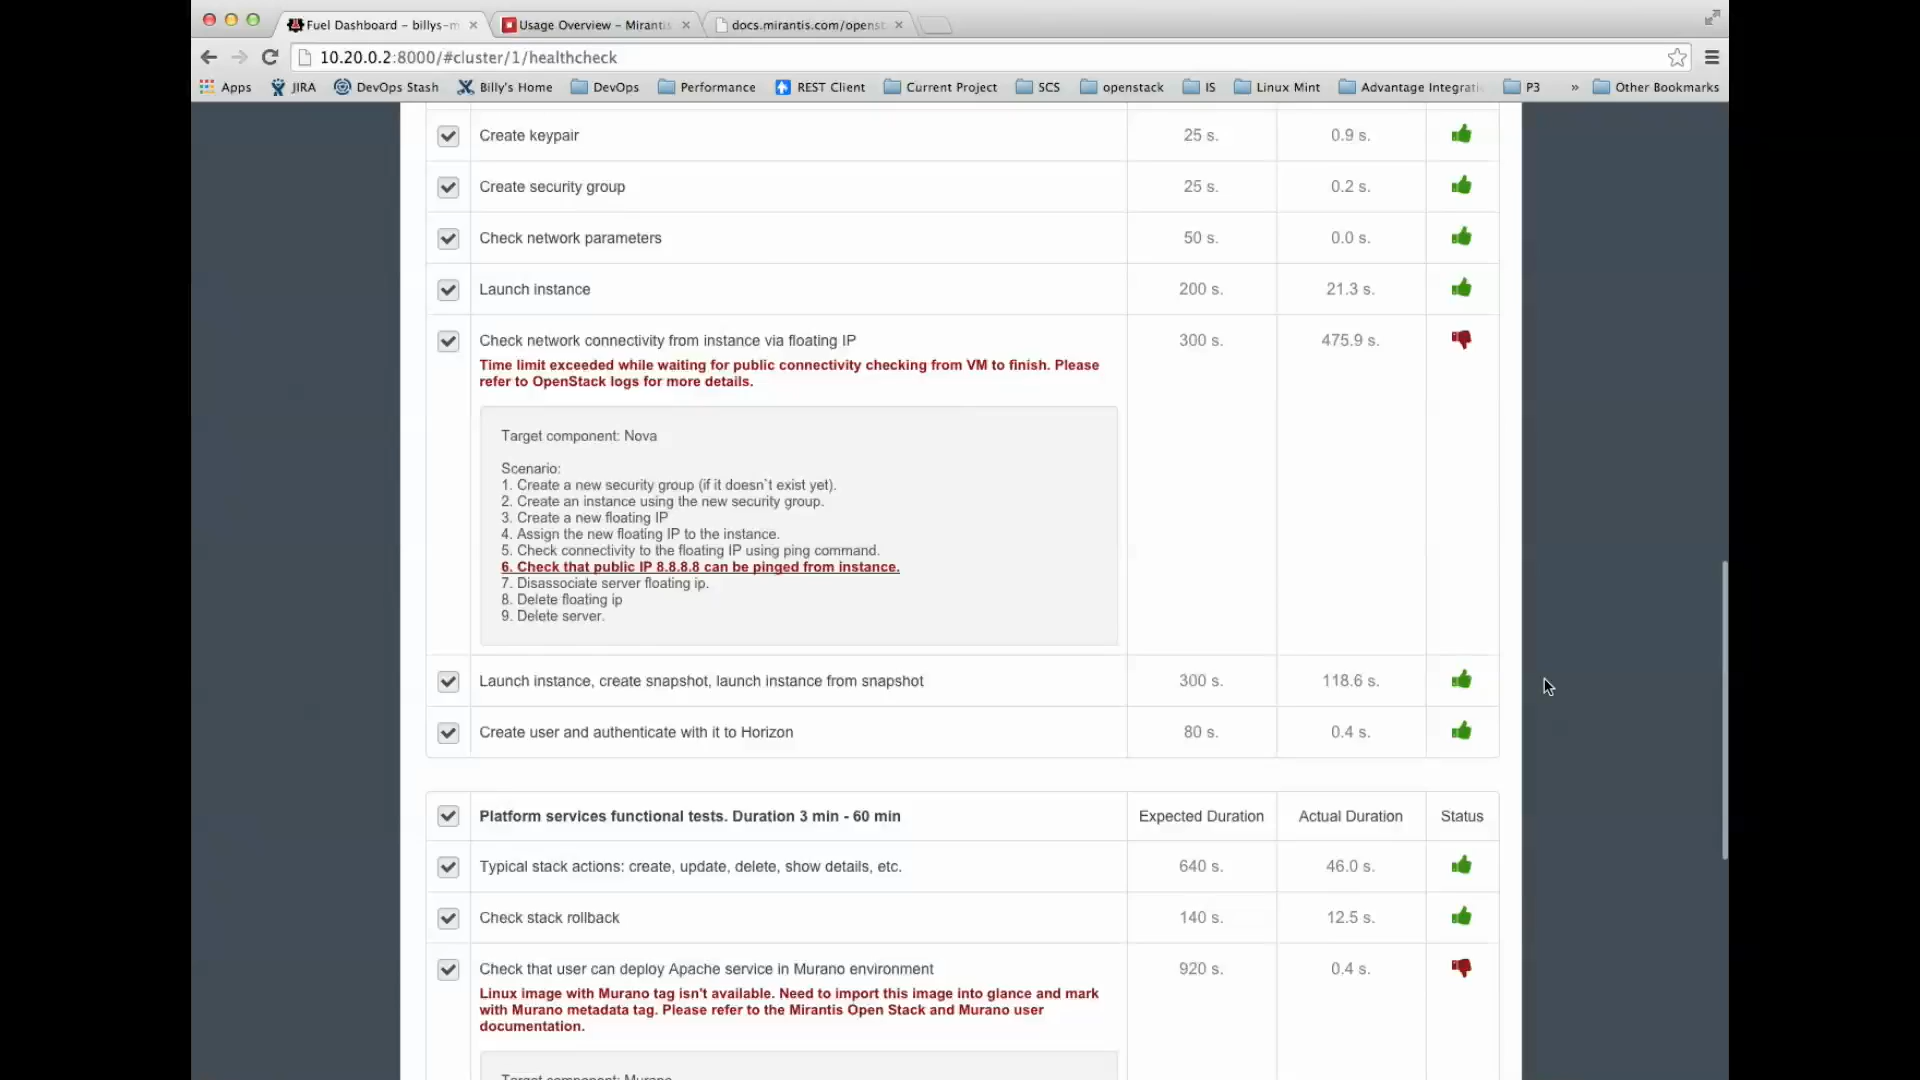 Fuel Dashboard – billys-m
Usage Overview – Mirantis
docs.mirantis.com/openst
10.20.0.2:8000/#cluster/1/healthcheck
Apps JIRA DevOps Stash Billy's Home DevOps Performance REST Client Current Project SCS openstack IS Linux Mint Advantage Integrati P3 » Other Bookmarks
Create keypair 25 s. 0.9 s.
Create security group 25 s. 0.2 s.
Check network parameters 50 s. 0.0 s.
Launch instance 200 s. 21.3 s.
Check network connectivity from instance via floating IP 300 s. 475.9 s.
Time limit exceeded while waiting for public connectivity checking from VM to finish. Please
refer to OpenStack logs for more details.
Target component: Nova
Scenario:
1. Create a new security group (if it doesn`t exist yet).
2. Create an instance using the new security group.
3. Create a new floating IP
4. Assign the new floating IP to the instance.
5. Check connectivity to the floating IP using ping command.
6. Check that public IP 8.8.8.8 can be pinged from instance.
7. Disassociate server floating ip.
8. Delete floating ip
9. Delete server.
Launch instance, create snapshot, launch instance from snapshot 300 s. 118.6 s.
Create user and authenticate with it to Horizon 80 s. 0.4 s.
Platform services functional tests. Duration 3 min - 60 min Expected Duration Actual Duration Status
Typical stack actions: create, update, delete, show details, etc. 640 s. 46.0 s.
Check stack rollback 140 s. 12.5 s.
Check that user can deploy Apache service in Murano environment 920 s. 0.4 s.
Linux image with Murano tag isn't available. Need to import this image into glance and mark
with Murano metadata tag. Please refer to the Mirantis Open Stack and Murano user
documentation.
Target component: Murano